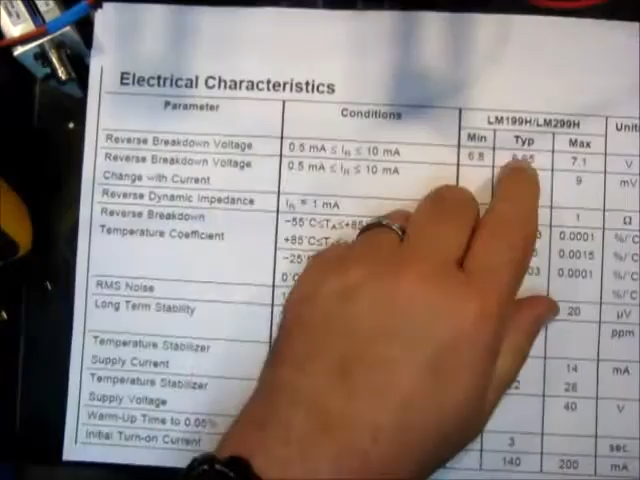 Electrical Characteristics
Parameter Conditions LM199H/LM299H
Min Typ Max
Reverse Breakdown Voltage 0.5 mA ≤ IR ≤ 10 mA 6.8 7.1 V
Reverse Breakdown Voltage 0.5 mA ≤ IR ≤ 10 mA 9 mV
Change with Current
Reverse Dynamic Impedance IR = 1 mA 1 Ω
Reverse Breakdown 0.0001 %/°C
Temperature Coefficient 0.0015 %/°C
0.0001 %/°C
%/°C
RMS Noise 20 µV
Long Term Stability ppm
Temperature Stabilizer 14 mA
Supply Current 28
Temperature Stabilizer 40 V
Supply Voltage
Warm-Up Time to 0.05% 3 sec.
Initial Turn-on Current 140 200 mA